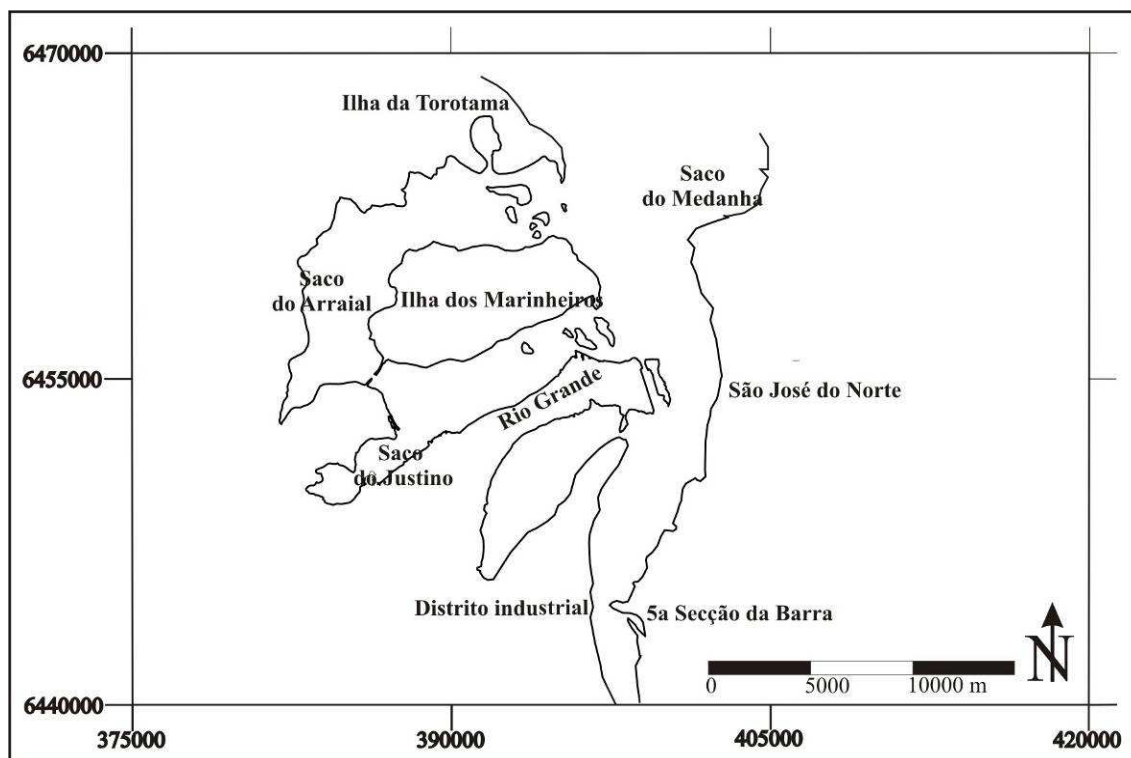 6470000
Ilha da Torotama
Saco
do Medanha
Saco
do Arraial
Ilha dos Marinheiros
6455000
São José do Norte
Rio Grande
Saco
do Justino
Distrito industrial
5a Secção da Barra
N
0 5000 10000 m
6440000
375000 390000 405000 420000